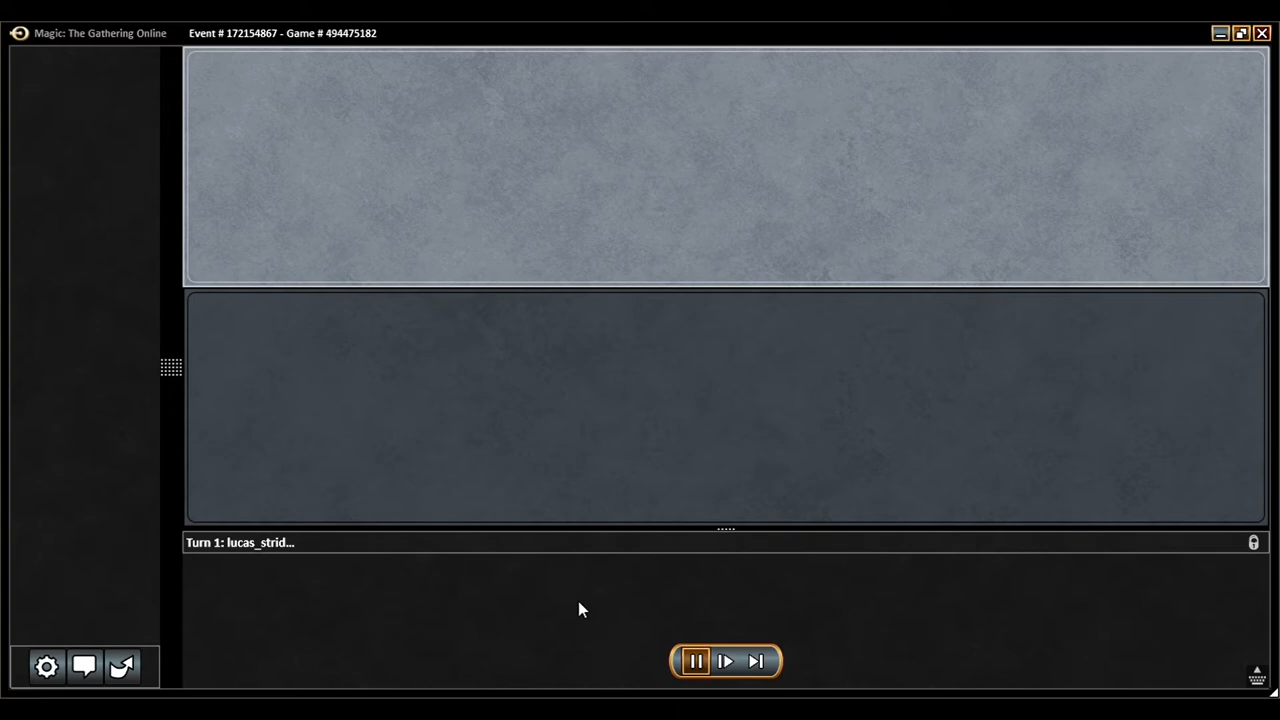 Magic: The Gathering Online
Event # 172154867 - Game # 494475182
Turn 1: lucas_strid...